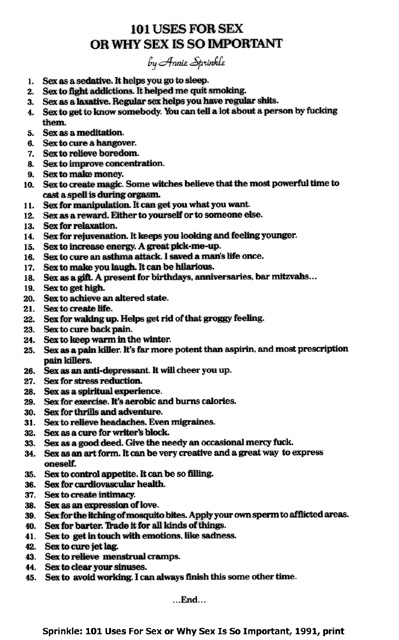 101 USES FOR SEX
OR WHY SEX IS SO IMPORTANT
by Annie Sprinkle
1. Sex as a sedative. It helps you go to sleep.
2. Sex to fight addictions. It helped me quit smoking.
3. Sex as a laxative. Regular sex helps you have regular shits.
4. Sex to get to know somebody. You can tell a lot about a person by fucking
them.
5. Sex as a meditation.
6. Sex to cure a hangover.
7. Sex to relieve boredom.
8. Sex to improve concentration.
9. Sex to make money.
10. Sex to create magic. Some witches believe that the most powerful time to
cast a spell is during orgasm.
11. Sex for manipulation. It can get you what you want.
12. Sex as a reward. Either to yourself or to someone else.
13. Sex for relaxation.
14. Sex for rejuvenation. It keeps you looking and feeling younger.
15. Sex to increase energy. A great pick-me-up.
16. Sex to cure an asthma attack. I saved a man's life once.
17. Sex to make you laugh. It can be hilarious.
18. Sex as a gift. A present for birthdays, anniversaries, bar mitzvahs...
19. Sex to get high.
20. Sex to achieve an altered state.
21. Sex to create life.
22. Sex for waking up. Helps get rid of that groggy feeling.
23. Sex to cure back pain.
24. Sex to keep warm in the winter.
25. Sex as a pain killer. It's far more potent than aspirin, and most prescription
pain killers.
26. Sex as an anti-depressant. It will cheer you up.
27. Sex for stress reduction.
28. Sex as a spiritual experience.
29. Sex for exercise. It's aerobic and burns calories.
30. Sex for thrills and adventure.
31. Sex to relieve headaches. Even migraines.
32. Sex as a cure for writer's block.
33. Sex as a good deed. Give the needy an occasional mercy fuck.
34. Sex as an art form. It can be very creative and a great way to express
oneself.
35. Sex to control appetite. It can be so filling.
36. Sex for cardiovascular health.
37. Sex to create intimacy.
38. Sex as an expression of love.
39. Sex for the itching of mosquito bites. Apply your own sperm to afflicted areas.
40. Sex for barter. Trade it for all kinds of things.
41. Sex to get in touch with emotions, like sadness.
42. Sex to cure jet lag.
43. Sex to relieve menstrual cramps.
44. Sex to clear your sinuses.
45. Sex to avoid working. I can always finish this some other time.
...End...
Sprinkle: 101 Uses For Sex or Why Sex Is So Important, 1991, print